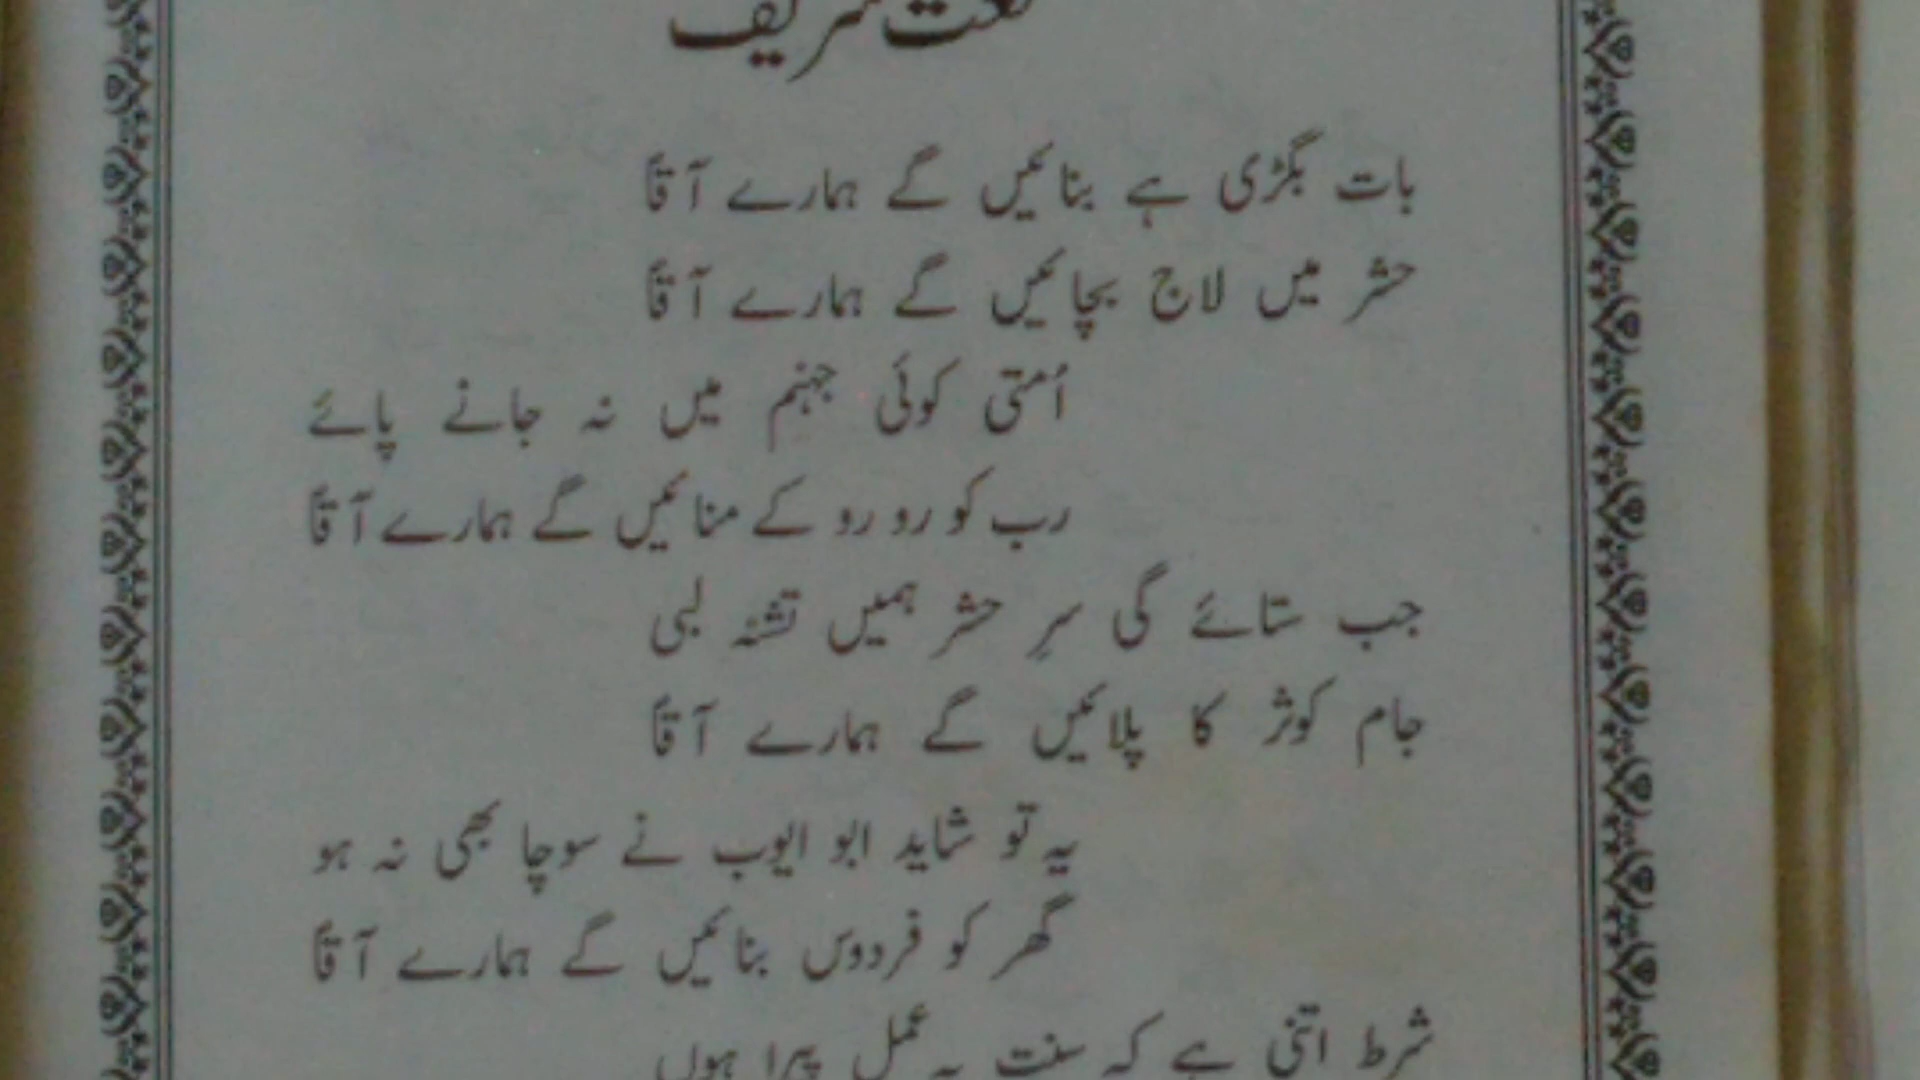 نعت شریف
بات بگڑی ہے بنائیں گے ہمارے آقاؐ
حشر میں لاج بچائیں گے ہمارے آقاؐ
اُمتی کوئی جہنم میں نہ جانے پائے
رب کو رو رو کے منائیں گے ہمارے آقاؐ
جب ستائے گی سرِ حشر ہمیں تشنہ لبی
جام کوثر کا پلائیں گے ہمارے آقاؐ
یہ تو شاید ابو ایوب نے سوچا بھی نہ ہو
گھر کو فردوس بنائیں گے ہمارے آقاؐ
شرط اتنی ہے کہ سنت پہ عمل پیرا ہوں